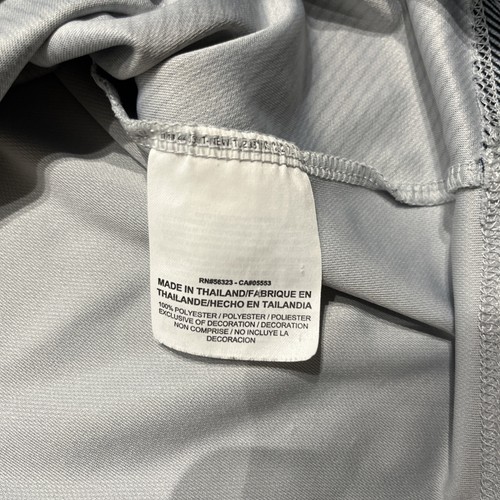 RN#56323 - CA#05553
MADE IN THAILAND/FABRIQUE EN
THAILANDE/HECHO EN TAILANDIA
100% POLYESTER / POLYESTER / POLIESTER
EXCLUSIVE OF DECORATION / DECORATION
NON COMPRISE / NO INCLUYE LA
DECORACION